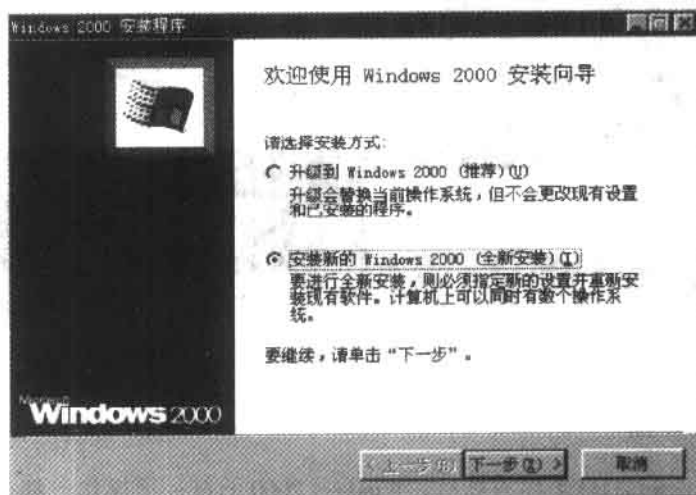 Windows 2000 安装程序
欢迎使用 Windows 2000 安装向导
请选择安装方式:
升级到 Windows 2000 (推荐)(U)
升级会替换当前操作系统，但不会更改现有设置
和已安装的程序。
安装新的 Windows 2000 (全新安装)(I)
要进行全新安装，则必须指定新的设置并重新安
装现有软件。计算机上可以同时有数个操作系
统。
要继续，请单击“下一步”。
Microsoft
Windows 2000
<上一步(B) 下一步(N) > 取消